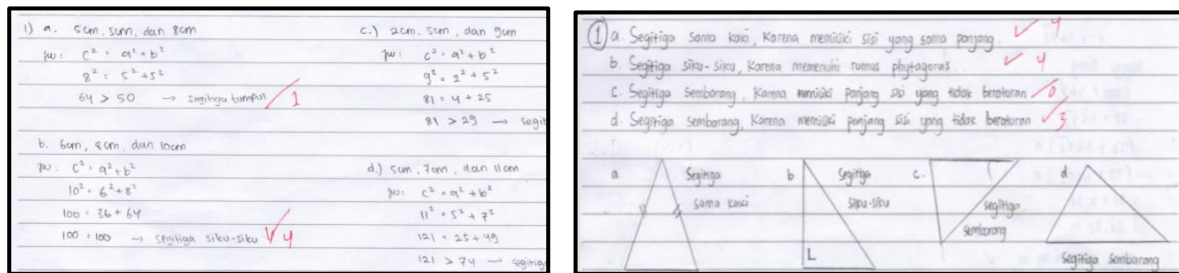 1) a. 5cm, 5cm, dan 8cm
jw: c² = a² + b²
8² = 5² + 5²
64 > 50 → segitiga tumpul 1
b. 6cm, 8cm, dan 10cm
jw: c² = a² + b²
10² = 6² + 8²
100 = 36 + 64
100 = 100 → segitiga siku-siku 4
c.) 2cm, 5cm, dan 9cm
jw: c² = a² + b²
9² = 2² + 5²
81 = 4 + 25
81 > 29 → segit
d.) 5cm, 7cm, dan 11cm
jw: c² = a² + b²
11² = 5² + 7²
121 = 25 + 49
121 > 74 → segitig
1 a. Segitiga sama kaki, Karena memiliki sisi yang sama panjang. 4
b. Segitiga siku-siku, Karena memenuhi rumus phytagoras 4
c. Segitiga Sembarang, Karena memiliki panjang sisi yang tidak beraturan 0
d. Segitiga sembarang, Karena memiliki panjang sisi yang tidak beraturan 3
a Segitiga sama kaki
b Segitiga siku-siku
c. segitiga sembarang
d Segitiga Sembarang